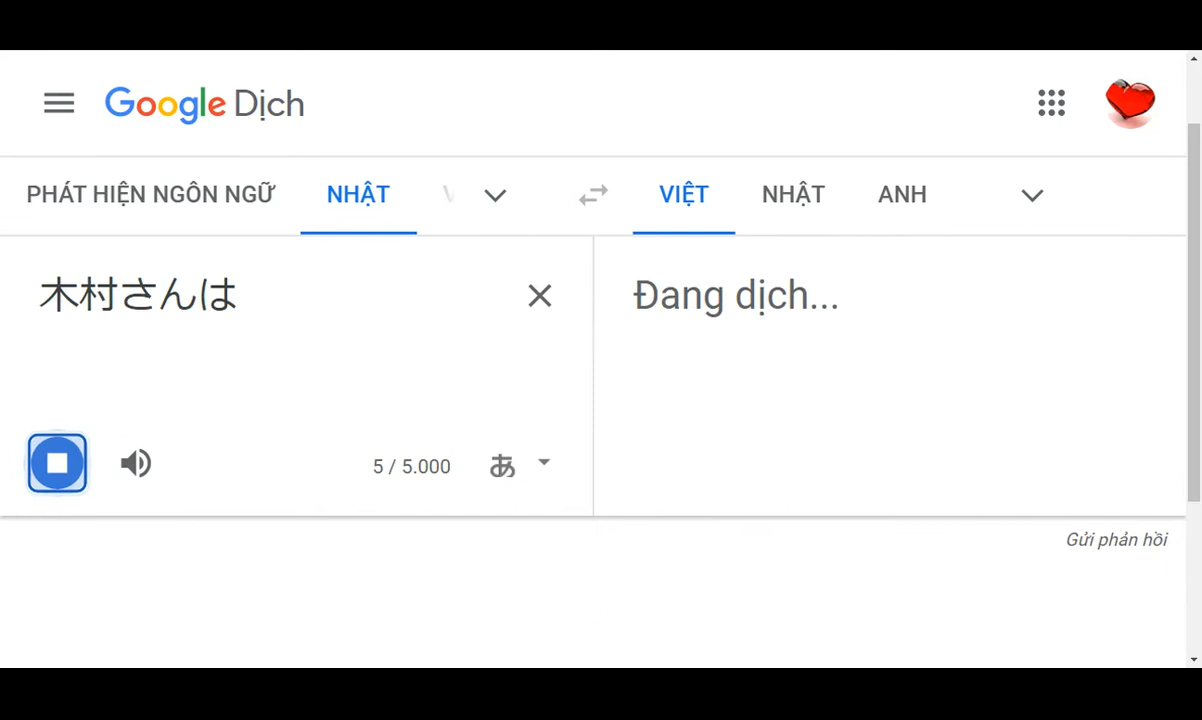 Google Dịch
PHÁT HIỆN NGÔN NGỮ NHẬT VIỆT NHẬT ANH
木村さんは
Đang dịch...
5 / 5.000 あ
Gửi phản hồi